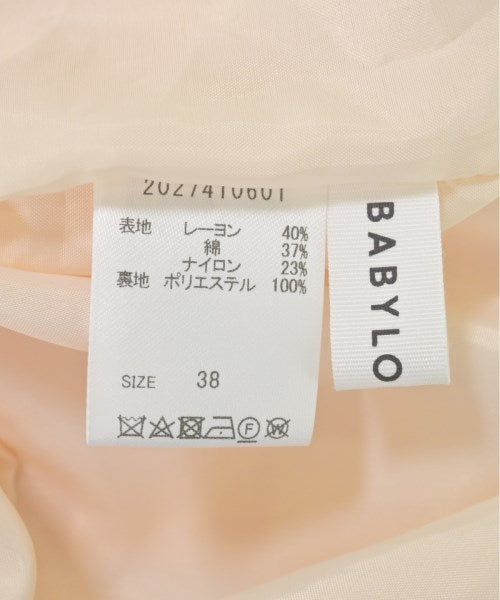 2027410601
表地 レーヨン 40%
綿 37%
ナイロン 23%
裏地 ポリエステル 100%
SIZE 38
F W
BABYLO